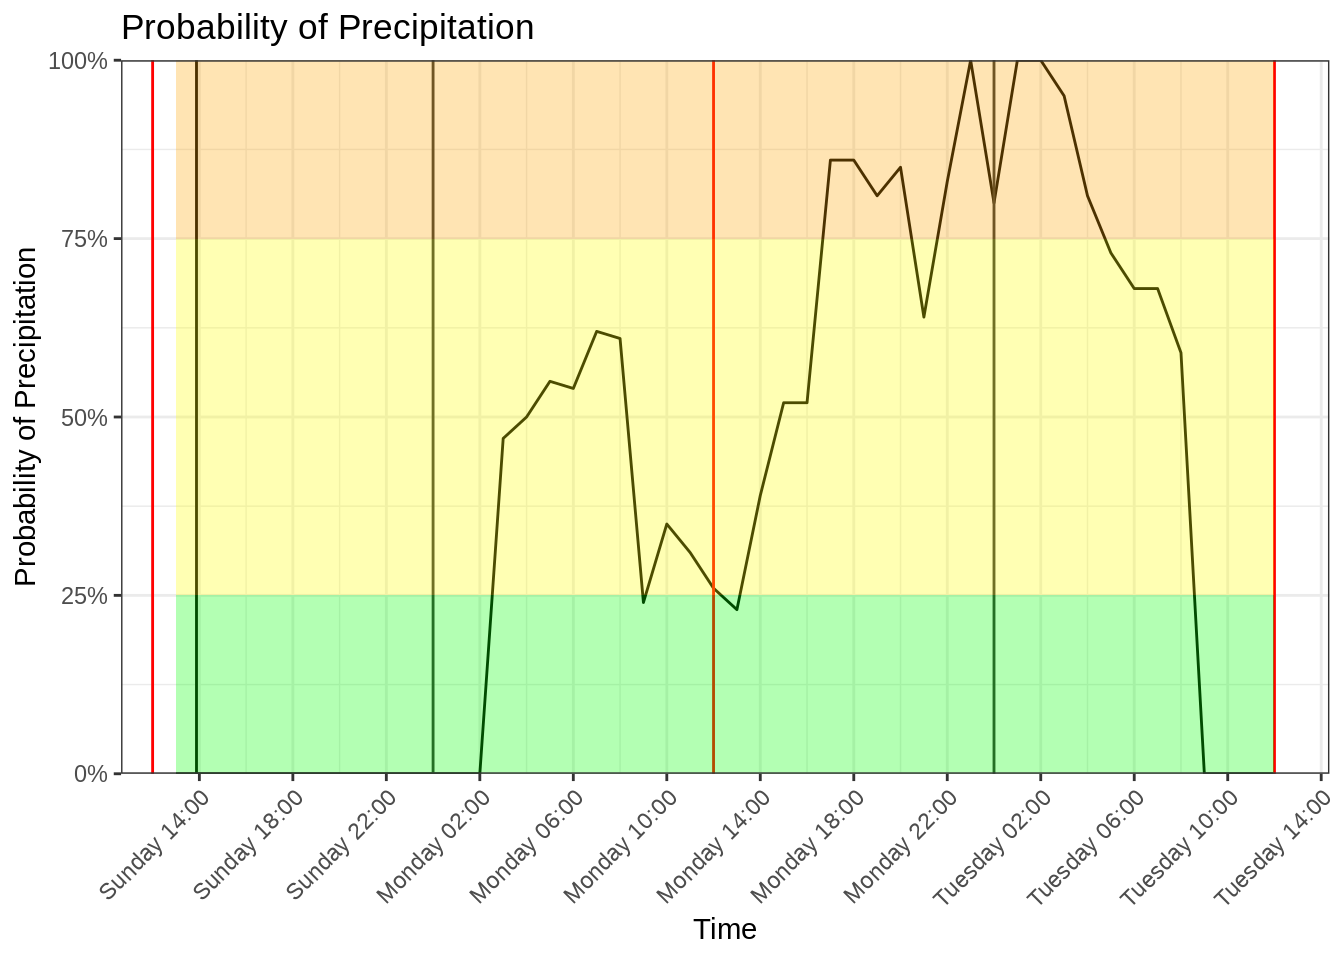 Probability of Precipitation
Probability of Precipitation
100%
75%
50%
25%
0%
Sunday 14:00
Sunday 18:00
Sunday 22:00
Monday 02:00
Monday 06:00
Monday 10:00
Monday 14:00
Monday 18:00
Monday 22:00
Tuesday 02:00
Tuesday 06:00
Tuesday 10:00
Tuesday 14:00
Time